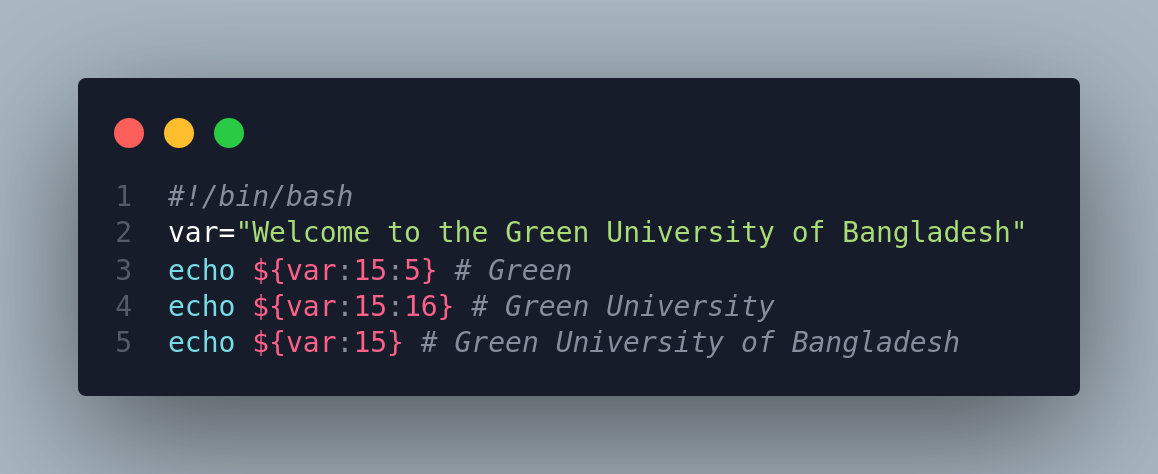 1 #!/bin/bash
2 var="Welcome to the Green University of Bangladesh"
3 echo ${var:15:5} # Green
4 echo ${var:15:16} # Green University
5 echo ${var:15} # Green University of Bangladesh